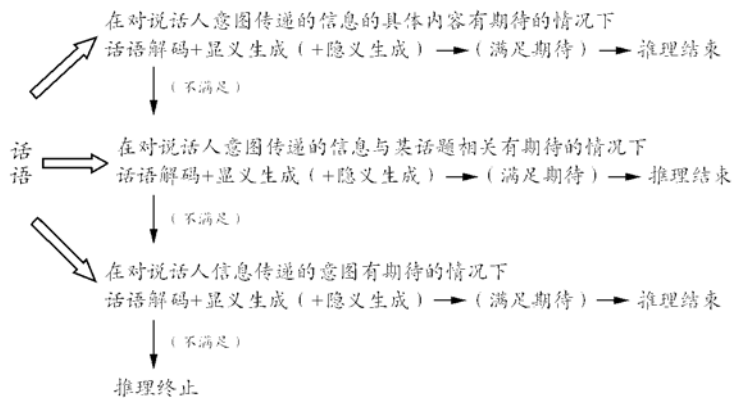 在对说话人意图传递的信息的具体内容有期待的情况下
话语解码+显义生成（+隐义生成）（满足期待）推理结束
（不满足）
话语
在对说话人意图传递的信息与某话题相关有期待的情况下
话语解码+显义生成（+隐义生成）（满足期待）推理结束
（不满足）
在对说话人信息传递的意图有期待的情况下
话语解码+显义生成（+隐义生成）（满足期待）推理结束
（不满足）
推理终止